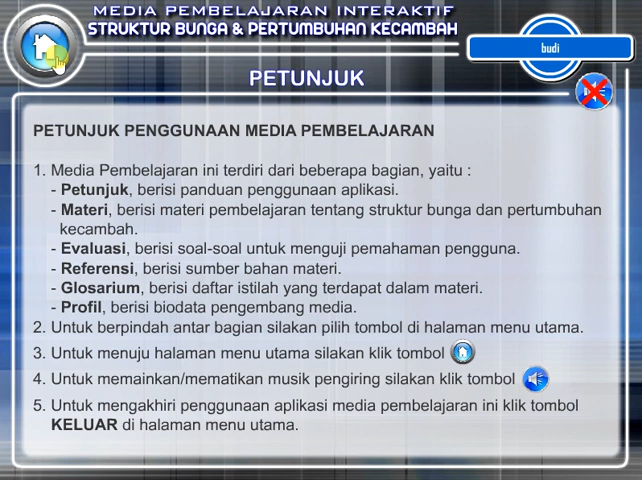 MEDIA PEMBELAJARAN INTERAKTIF
STRUKTUR BUNGA & PERTUMBUHAN KECAMBAH
budi
PETUNJUK
PETUNJUK PENGGUNAAN MEDIA PEMBELAJARAN
1. Media Pembelajaran ini terdiri dari beberapa bagian, yaitu :
- Petunjuk, berisi panduan penggunaan aplikasi.
- Materi, berisi materi pembelajaran tentang struktur bunga dan pertumbuhan
kecambah.
- Evaluasi, berisi soal-soal untuk menguji pemahaman pengguna.
- Referensi, berisi sumber bahan materi.
- Glosarium, berisi daftar istilah yang terdapat dalam materi.
- Profil, berisi biodata pengembang media.
2. Untuk berpindah antar bagian silakan pilih tombol di halaman menu utama.
3. Untuk menuju halaman menu utama silakan klik tombol
4. Untuk memainkan/mematikan musik pengiring silakan klik tombol
5. Untuk mengakhiri penggunaan aplikasi media pembelajaran ini klik tombol
KELUAR di halaman menu utama.